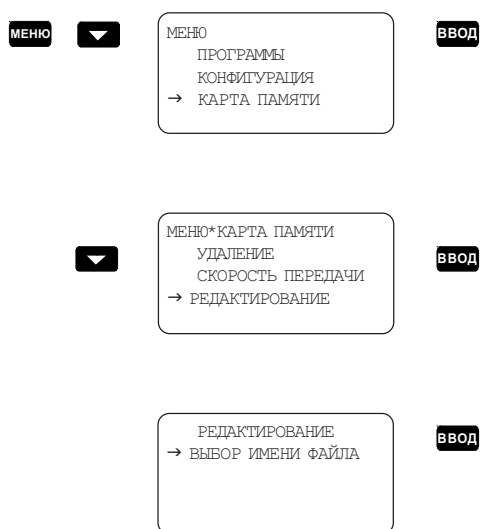 МЕНЮ
МЕНЮ
ПРОГРАММЫ
КОНФИГУРАЦИЯ
→ КАРТА ПАМЯТИ
ВВОД
МЕНЮ*КАРТА ПАМЯТИ
УДАЛЕНИЕ
СКОРОСТЬ ПЕРЕДАЧИ
→ РЕДАКТИРОВАНИЕ
ВВОД
РЕДАКТИРОВАНИЕ
→ ВЫБОР ИМЕНИ ФАЙЛА
ВВОД